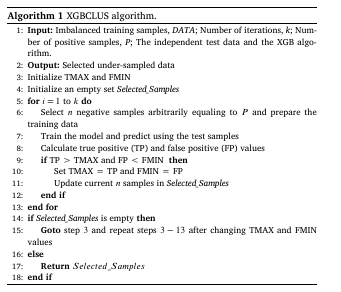 Algorithm 1 XGBCLUS algorithm.
1: Input: Imbalanced training samples, DATA; Number of iterations, k; Num-
ber of positive samples, P; The independent test data and the XGB algo-
rithm.
2: Output: Selected under-sampled data
3: Initialize TMAX and FMIN
4: Initialize an empty set Selected_Samples
5: for i = 1 to k do
6: Select n negative samples arbitrarily equaling to P and prepare the
training data
7: Train the model and predict using the test samples
8: Calculate true positive (TP) and false positive (FP) values
9: if TP > TMAX and FP < FMIN then
10: Set TMAX = TP and FMIN = FP
11: Update current n samples in Selected_Samples
12: end if
13: end for
14: if Selected_Samples is empty then
15: Goto step 3 and repeat steps 3 − 13 after changing TMAX and FMIN
values
16: else
17: Return Selected_Samples
18: end if